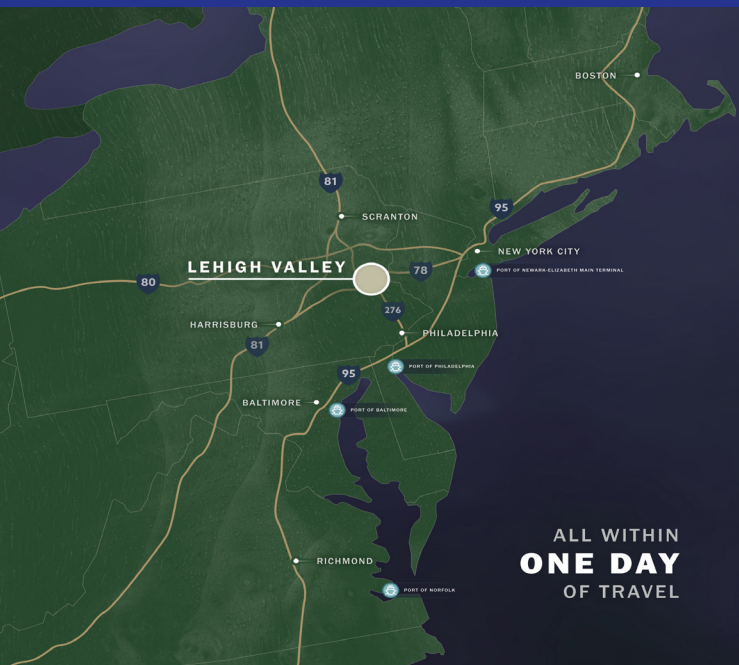 BOSTON
81
95
SCRANTON
NEW YORK CITY
LEHIGH VALLEY
78
PORT OF NEWARK-ELIZABETH MAIN TERMINAL
80
276
HARRISBURG
PHILADELPHIA
81
95
PORT OF PHILADELPHIA
BALTIMORE
PORT OF BALTIMORE
ALL WITHIN
ONE DAY
OF TRAVEL
RICHMOND
PORT OF NORFOLK